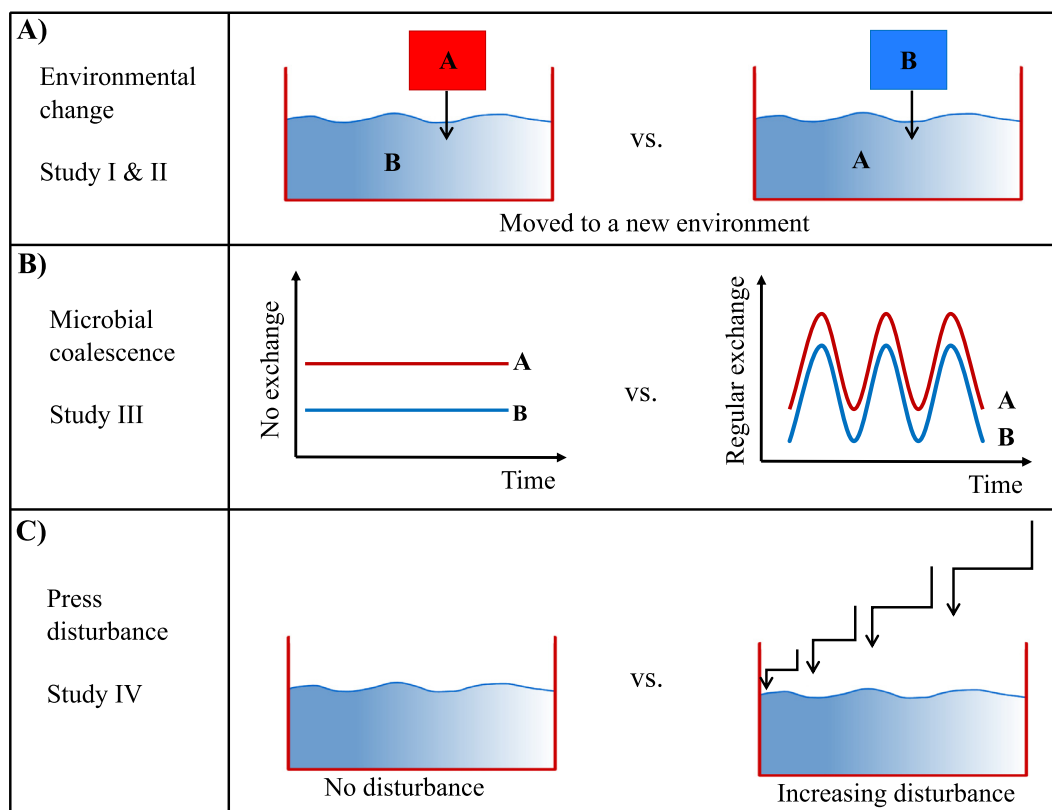 A)
Environmental
change
Study I & II
A
B
vs.
B
A
Moved to a new environment
B)
Microbial
coalescence
Study III
No exchange
A
B
Time
vs.
Regular exchange
A
B
Time
C)
Press
disturbance
Study IV
No disturbance
vs.
Increasing disturbance